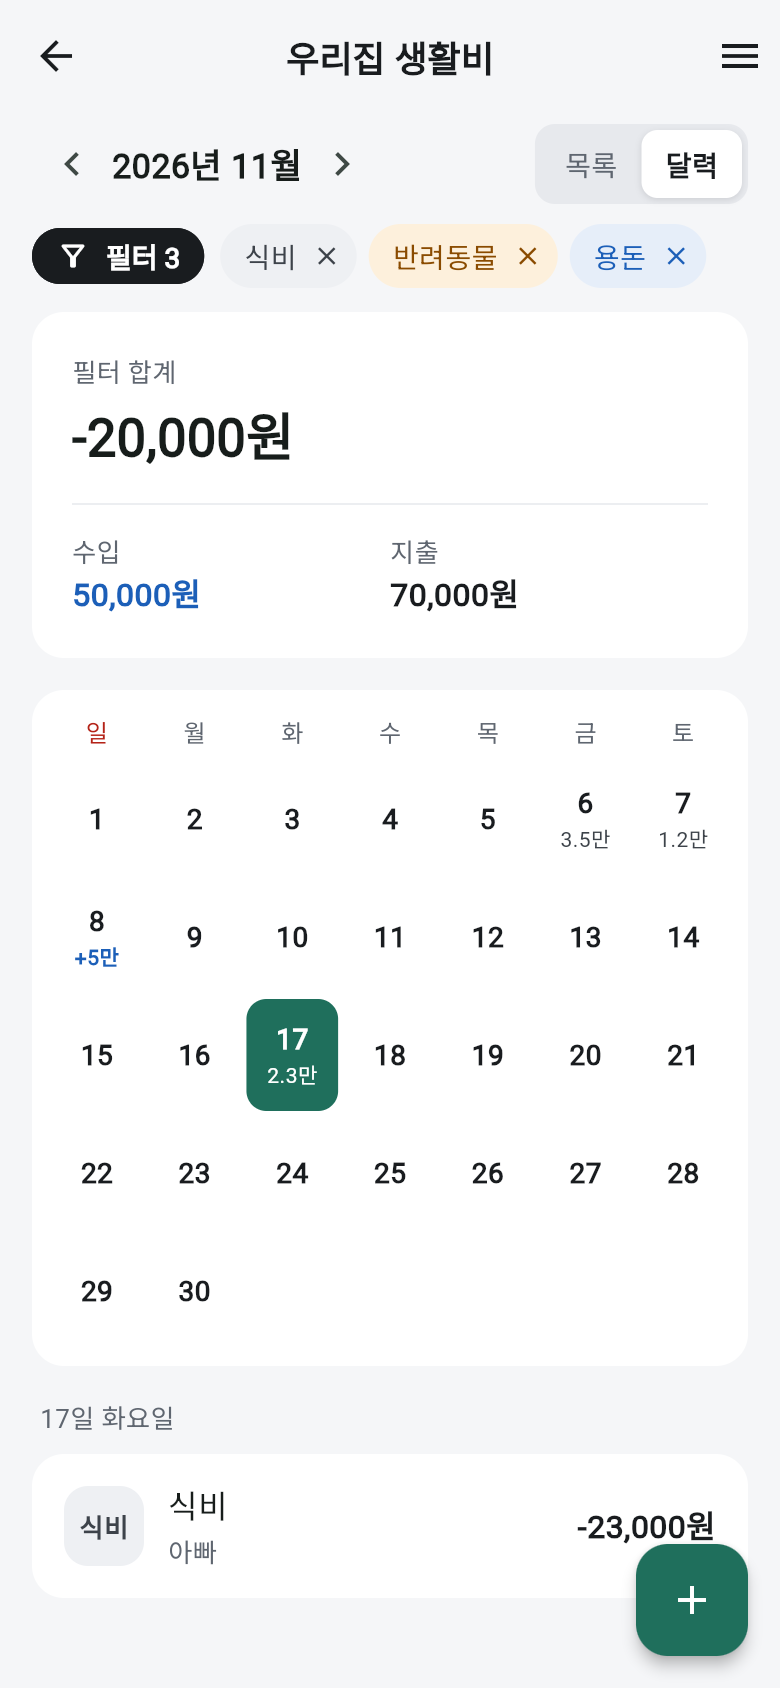 우리집 생활비
2026년 11월
목록 달력
필터 3 식비 반려동물 용돈
필터 합계
-20,000원
수입 지출
50,000원 70,000원
일 월 화 수 목 금 토
1 2 3 4 5 6 7
3.5만 1.2만
8 9 10 11 12 13 14
+5만
15 16 17 18 19 20 21
2.3만
22 23 24 25 26 27 28
29 30
17일 화요일
식비 식비 -23,000원
아빠